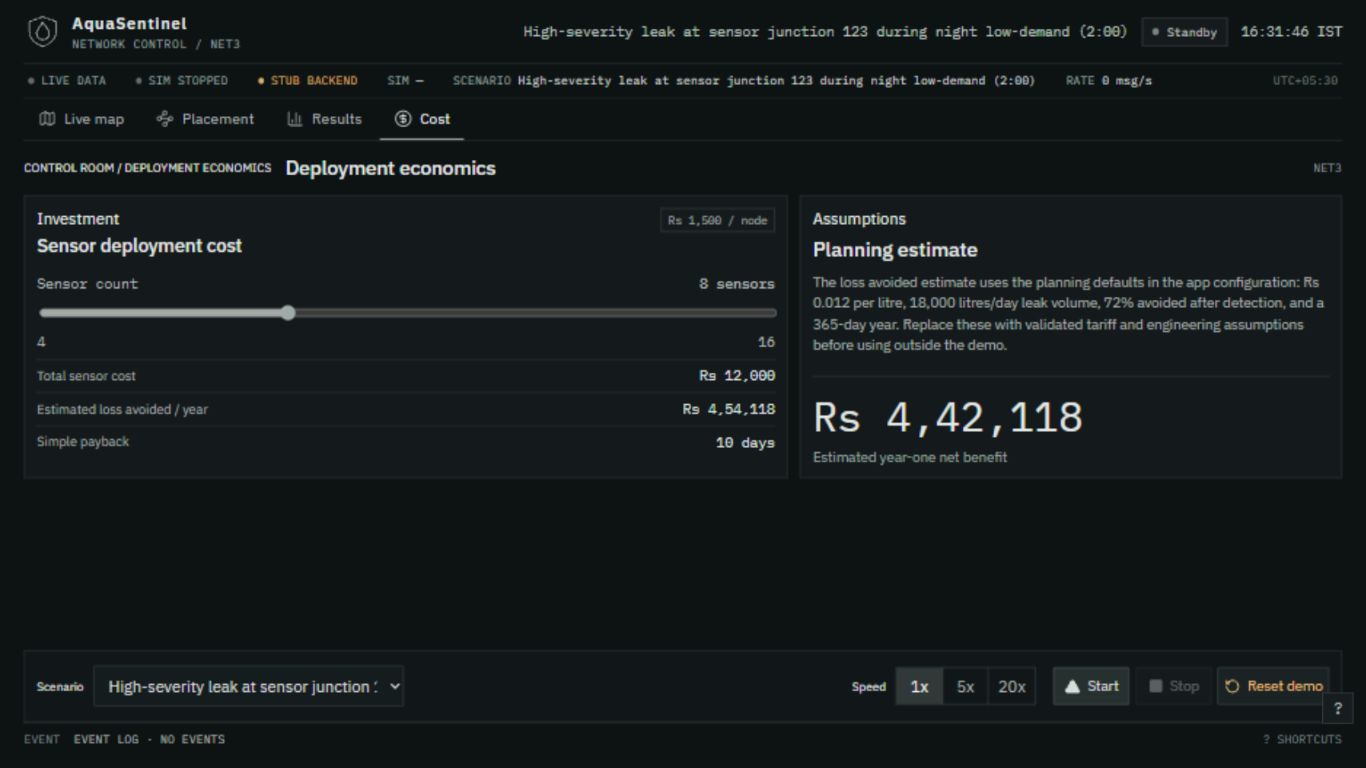 AquaSentinel
NETWORK CONTROL / NET3
High-severity leak at sensor junction 123 during night low-demand (2:00)
Standby
16:31:46 IST
LIVE DATA
SIM STOPPED
STUB BACKEND
SIM —
SCENARIO High-severity leak at sensor junction 123 during night low-demand (2:00)
RATE 0 msg/s
UTC+05:30
Live map
Placement
Results
Cost
CONTROL ROOM / DEPLOYMENT ECONOMICS
Deployment economics
NET3
Investment
Rs 1,500 / node
Sensor deployment cost
Sensor count
8 sensors
4
16
Total sensor cost
Rs 12,000
Estimated loss avoided / year
Rs 4,54,118
Simple payback
10 days
Assumptions
Planning estimate
The loss avoided estimate uses the planning defaults in the app configuration: Rs
0.012 per litre, 18,000 litres/day leak volume, 72% avoided after detection, and a
365-day year. Replace these with validated tariff and engineering assumptions
before using outside the demo.
Rs 4,42,118
Estimated year-one net benefit
Scenario
High-severity leak at sensor junction
Speed
1x
5x
20x
Start
Stop
Reset demo
?
EVENT
EVENT LOG · NO EVENTS
? SHORTCUTS